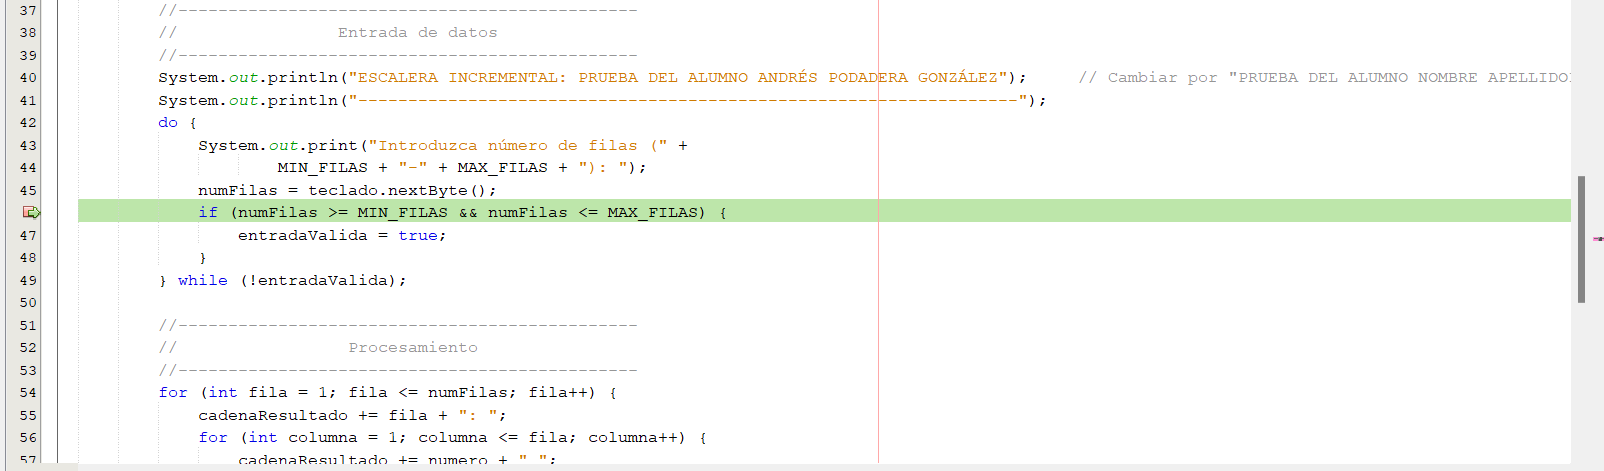 37 //----------------------------------------------
38 // Entrada de datos
39 //----------------------------------------------
40 System.out.println("ESCALERA INCREMENTAL: PRUEBA DEL ALUMNO ANDRÉS PODADERA GONZÁLEZ"); // Cambiar por "PRUEBA DEL ALUMNO NOMBRE APELLIDO
41 System.out.println("------------------------------------------------------------------");
42 do {
43 System.out.print("Introduzca número de filas (" +
44 MIN_FILAS + "-" + MAX_FILAS + "): ");
45 numFilas = teclado.nextByte();
if (numFilas >= MIN_FILAS && numFilas <= MAX_FILAS) {
47 entradaValida = true;
48 }
49 } while (!entradaValida);
50
51 //----------------------------------------------
52 // Procesamiento
53 //----------------------------------------------
54 for (int fila = 1; fila <= numFilas; fila++) {
55 cadenaResultado += fila + ": ";
56 for (int columna = 1; columna <= fila; columna++) {
57 cadenaResultado += numero + " ";